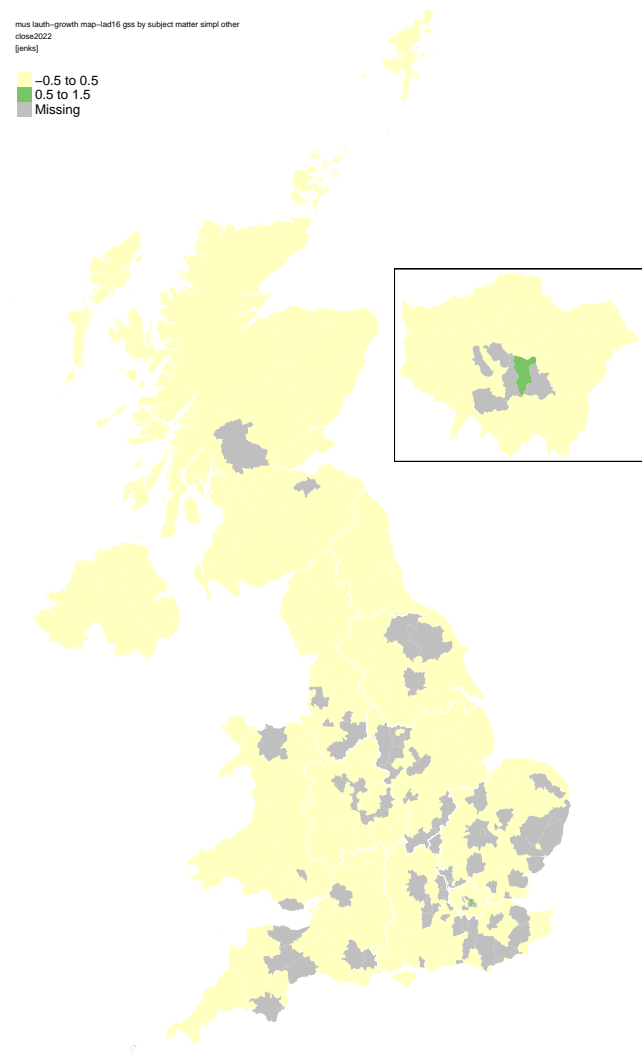 mus lauth−growth map−lad16 gss by subject matter simpl other
close2022
[jenks]
−0.5 to 0.5
0.5 to 1.5
Missing